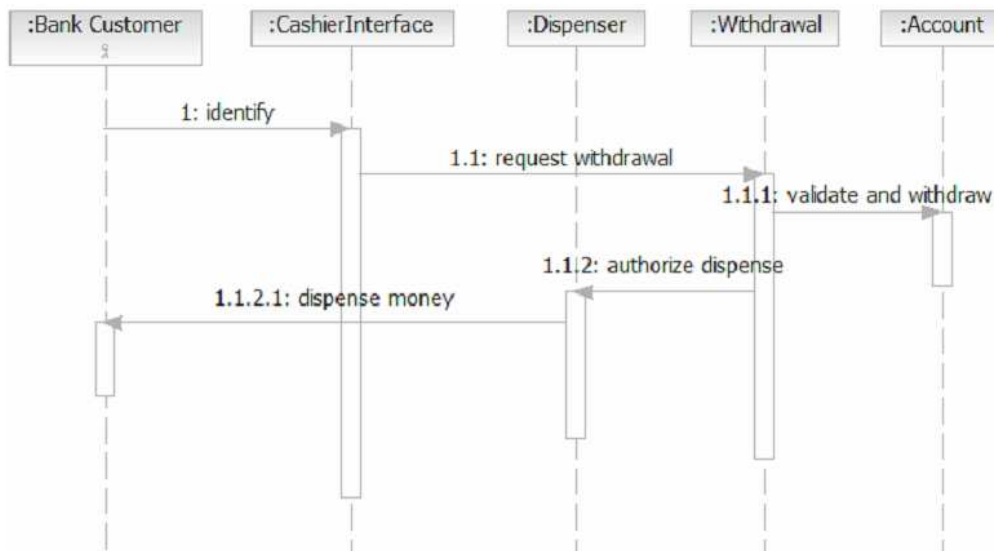 :Bank Customer
:CashierInterface
:Dispenser
:Withdrawal
:Account
1: identify
1.1: request withdrawal
1.1.1: validate and withdraw
1.1.2: authorize dispense
1.1.2.1: dispense money